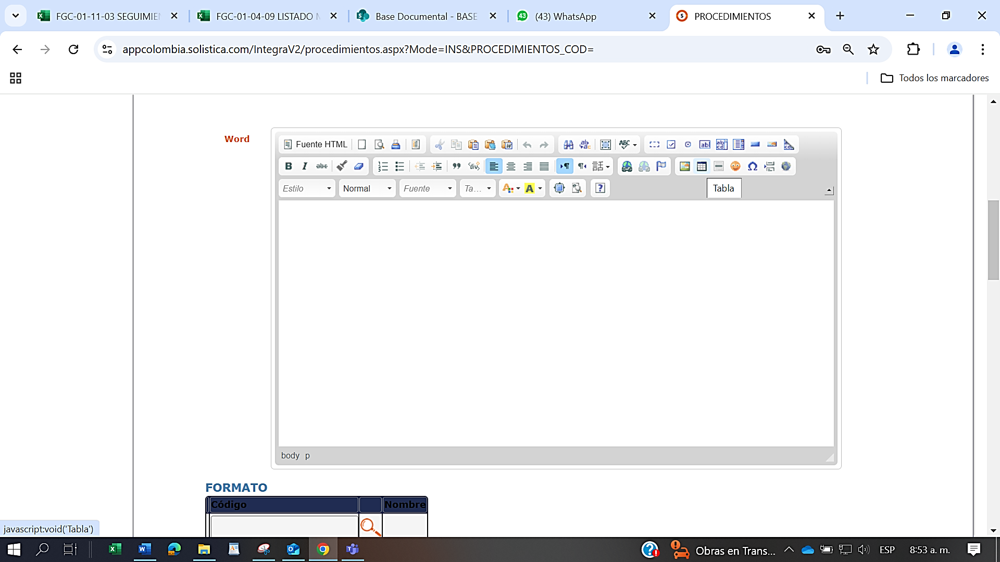 FGC-01-11-03 SEGUIMIEN
FGC-01-04-09 LISTADO M
Base Documental - BASE
43
(43) WhatsApp
PROCEDIMIENTOS
appcolombia.solistica.com/IntegraV2/procedimientos.aspx?Mode=INS&PROCEDIMIENTOS_COD=
Todos los marcadores
Word
Fuente HTML
Estilo
Normal
Fuente
Ta...
Tabla
body p
FORMATO
Código
Nombre
javascript:void('Tabla')
Obras en Trans...
ESP
8:53 a. m.